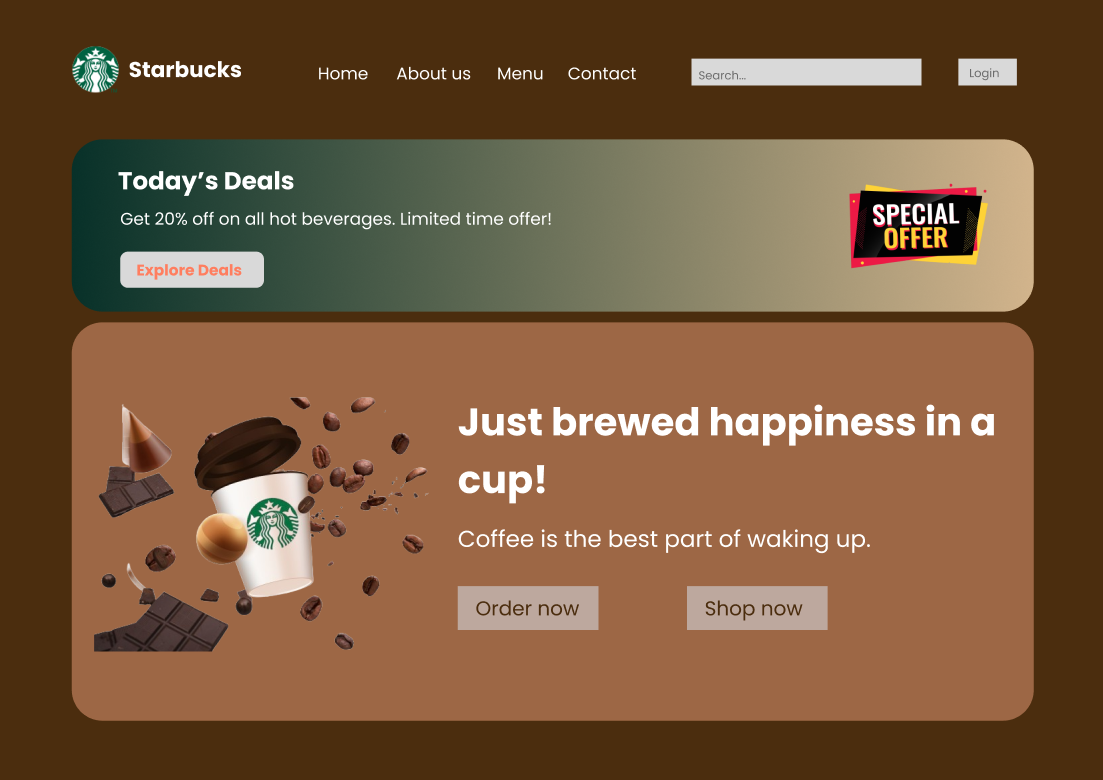 Starbucks
Home
About us
Menu
Contact
Search...
Login
Today’s Deals
Get 20% off on all hot beverages. Limited time offer!
Explore Deals
SPECIAL
OFFER
Just brewed happiness in a
cup!
Coffee is the best part of waking up.
Order now
Shop now